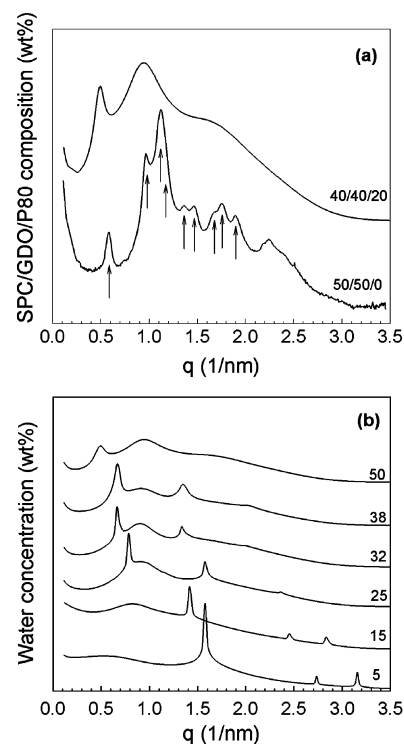 SPC/GDO/P80 composition (wt%)
(a)
40/40/20
50/50/0
0.0 0.5 1.0 1.5 2.0 2.5 3.0 3.5
q (1/nm)
Water concentration (wt%)
(b)
50
38
32
25
15
5
0.0 0.5 1.0 1.5 2.0 2.5 3.0 3.5
q (1/nm)